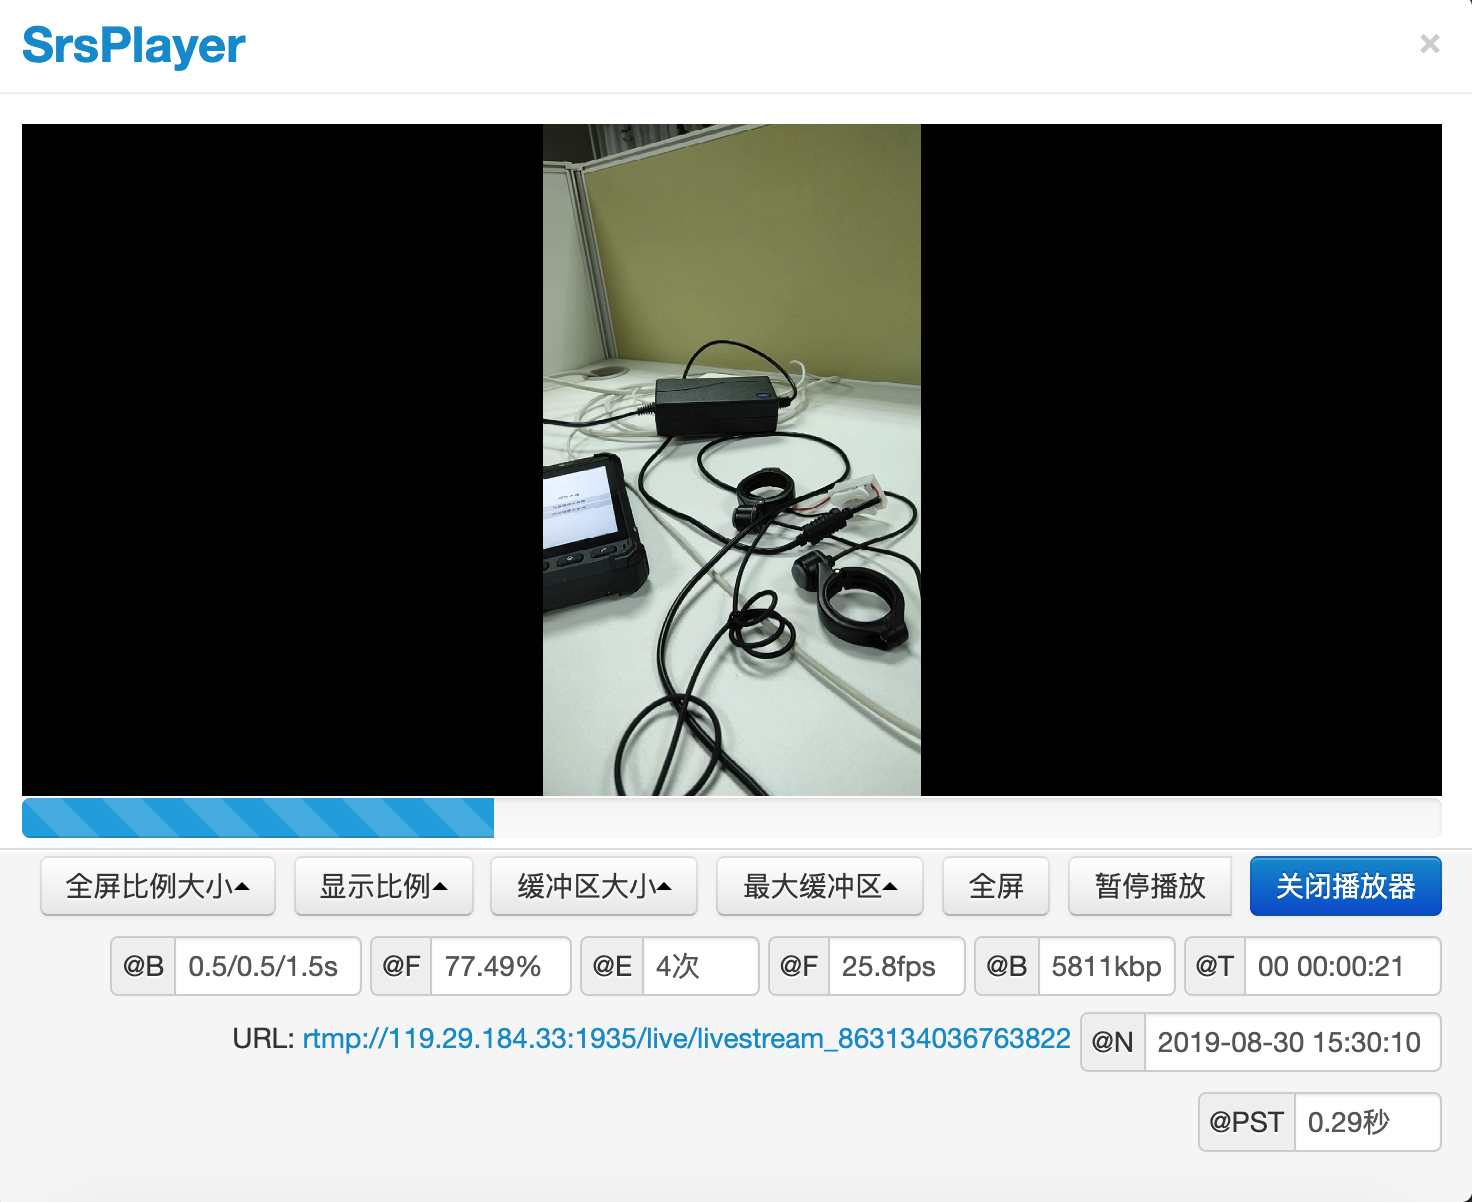 SrsPlayer
×
全屏比例大小 显示比例 缓冲区大小 最大缓冲区 全屏 暂停播放 关闭播放器
@B 0.5/0.5/1.5s @F 77.49% @E 4次 @F 25.8fps @B 5811kbp @T 00 00:00:21
URL: rtmp://119.29.184.33:1935/live/livestream_863134036763822 @N 2019-08-30 15:30:10
@PST 0.29秒